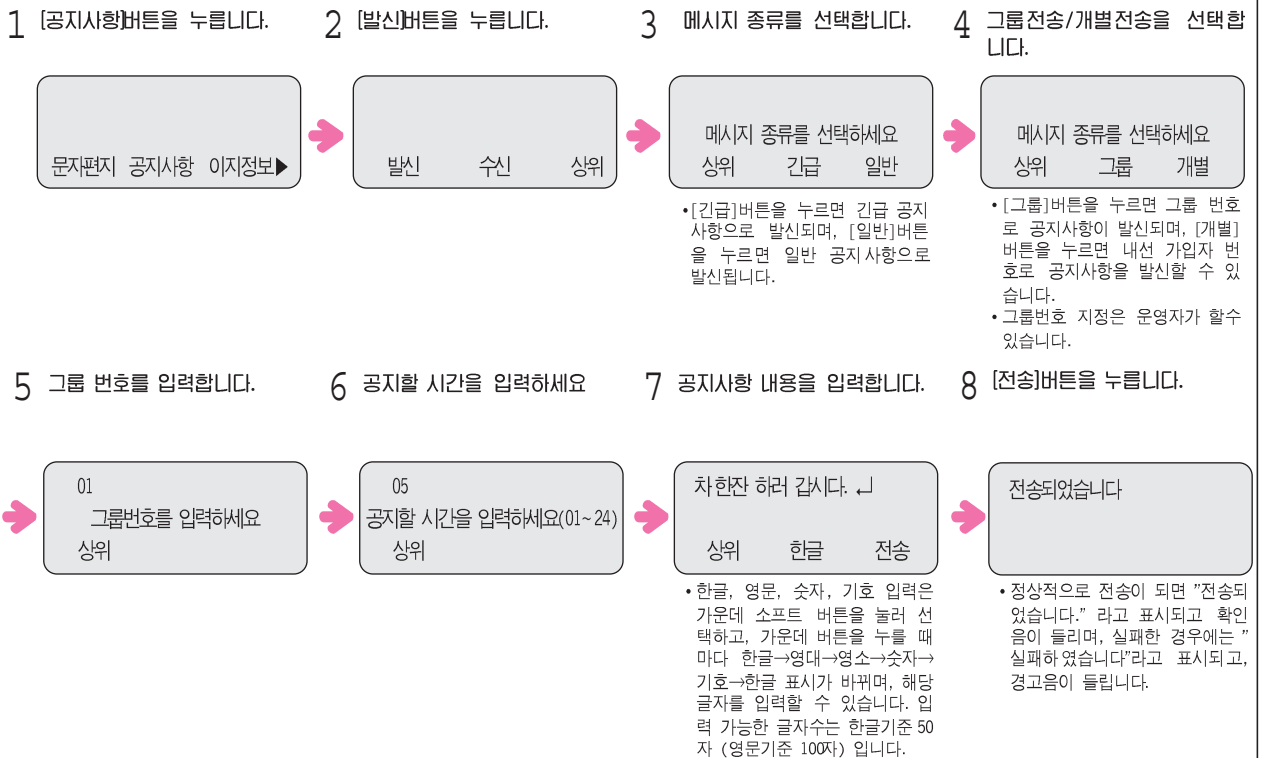 1 [공지사항]버튼을 누릅니다.
문자편지 공지사항 이지정보▶
2 [발신]버튼을 누릅니다.
발신 수신 상위
3 메시지 종류를 선택합니다.
메시지 종류를 선택하세요
상위 긴급 일반
•[긴급]버튼을 누르면 긴급 공지
사항으로 발신되며, [일반]버튼
을 누르면 일반 공지사항으로
발신됩니다.
4 그룹전송/개별전송을 선택합
니다.
메시지 종류를 선택하세요
상위 그룹 개별
• [그룹]버튼을 누르면 그룹 번호
로 공지사항이 발신되며, [개별]
버튼을 누르면 내선 가입자 번
호로 공지사항을 발신할 수 있
습니다.
• 그룹번호 지정은 운영자가 할수
있습니다.
5 그룹 번호를 입력합니다.
01
그룹번호를 입력하세요
상위
6 공지할 시간을 입력하세요
05
공지할 시간을 입력하세요(01~24)
상위
7 공지사항 내용을 입력합니다.
차한잔 하러 갑시다. ↵
상위 한글 전송
• 한글, 영문, 숫자, 기호 입력은
가운데 소프트 버튼을 눌러 선
택하고, 가운데 버튼을 누를 때
마다 한글→영대→영소→숫자→
기호→한글 표시가 바뀌며, 해당
글자를 입력할 수 있습니다. 입
력 가능한 글자수는 한글기준 50
자 (영문기준 100자) 입니다.
8 [전송]버튼을 누릅니다.
전송되었습니다
• 정상적으로 전송이 되면 ”전송되
었습니다.” 라고 표시되고 확인
음이 들리며, 실패한 경우에는 ”
실패하였습니다”라고 표시되고,
경고음이 들립니다.